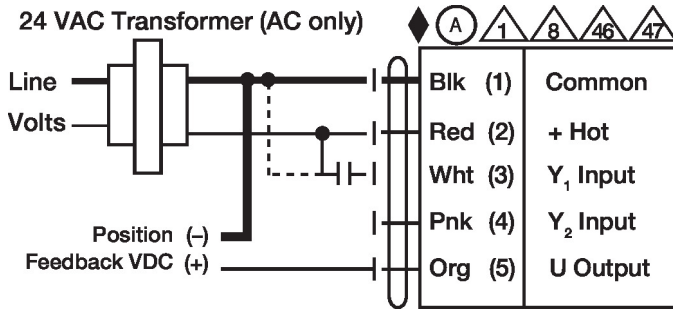 24 VAC Transformer (AC only)
A 1 8 46 47
Line
Volts
Blk (1) Common
Red (2) + Hot
Wht (3) Y₁ Input
Pnk (4) Y₂ Input
Org (5) U Output
Position (–)
Feedback VDC (+)